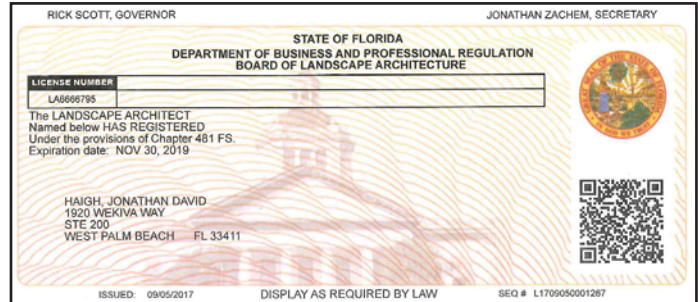 RICK SCOTT, GOVERNOR
JONATHAN ZACHEM, SECRETARY
STATE OF FLORIDA
DEPARTMENT OF BUSINESS AND PROFESSIONAL REGULATION
BOARD OF LANDSCAPE ARCHITECTURE
LICENSE NUMBER
LA6666795
The LANDSCAPE ARCHITECT
Named below HAS REGISTERED
Under the provisions of Chapter 481 FS.
Expiration date: NOV 30, 2019
HAIGH, JONATHAN DAVID
1920 WEKIVA WAY
STE 200
WEST PALM BEACH FL 33411
ISSUED: 09/05/2017
DISPLAY AS REQUIRED BY LAW
SEQ # L1709050001267